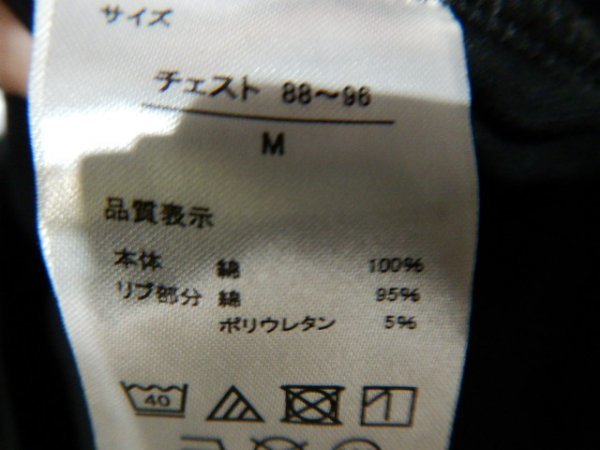 サイズ
チェスト 88～96
M
品質表示
本体 綿 100%
リブ部分 綿 95%
ポリウレタン 5%
40